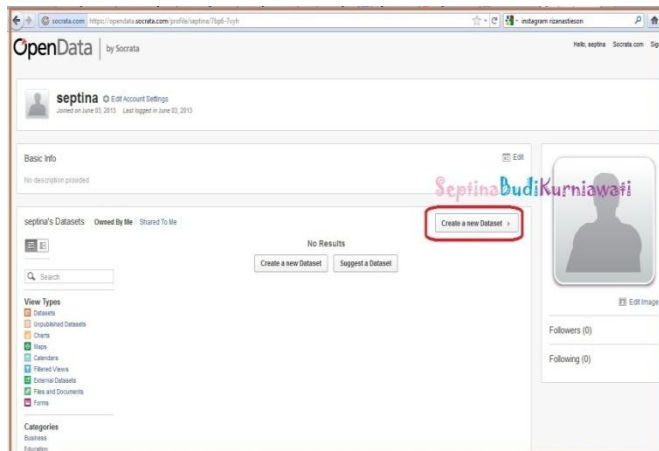 socrata.com https://opendata.socrata.com/profile/septina/7bp6-7vyh
instagram rizanestieson
OpenData by Socrata
Hello, septina Socrata.com
septina Edit Account Settings
Joined on June 03, 2013 Last logged in June 03, 2013
Basic Info
Edit
No description provided
SeptinaBudiKurniawati
septina's Datasets Owned By Me Shared To Me
Create a new Dataset ›
No Results
Create a new Dataset Suggest a Dataset
Search
View Types
Datasets
Unpublished Datasets
Charts
Maps
Calendars
Filtered Views
External Datasets
Files and Documents
Forms
Categories
Business
Education
Edit Image
Followers (0)
Following (0)